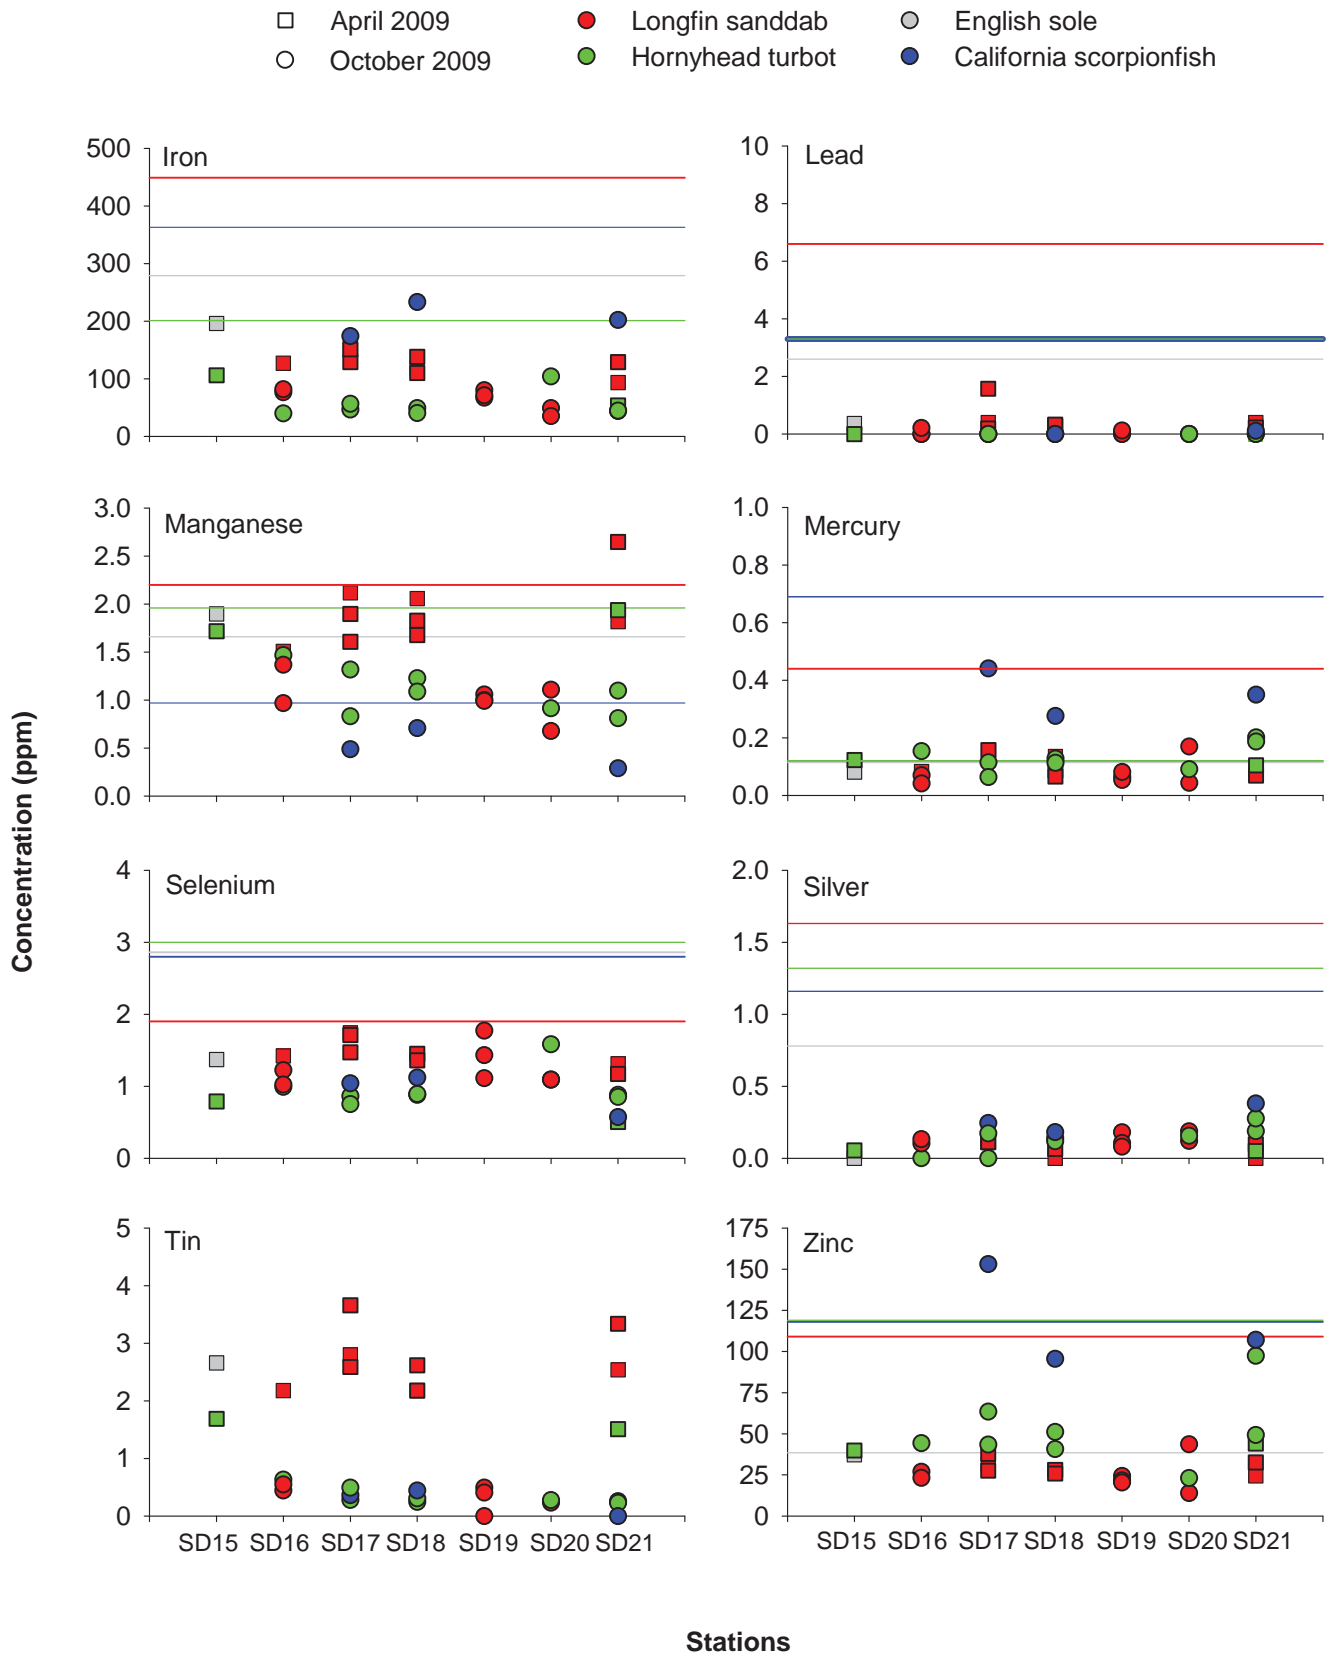 April 2009
Longfin sanddab
English sole
October 2009
Hornyhead turbot
California scorpionfish
Concentration (ppm)
Iron
500
400
300
200
100
0
Lead
10
8
6
4
2
0
Manganese
3.0
2.5
2.0
1.5
1.0
0.5
0.0
Mercury
1.0
0.8
0.6
0.4
0.2
0.0
Selenium
4
3
2
1
0
Silver
2.0
1.5
1.0
0.5
0.0
Tin
5
4
3
2
1
0
SD15 SD16 SD17 SD18 SD19 SD20 SD21
Zinc
175
150
125
100
75
50
25
0
SD15 SD16 SD17 SD18 SD19 SD20 SD21
Stations